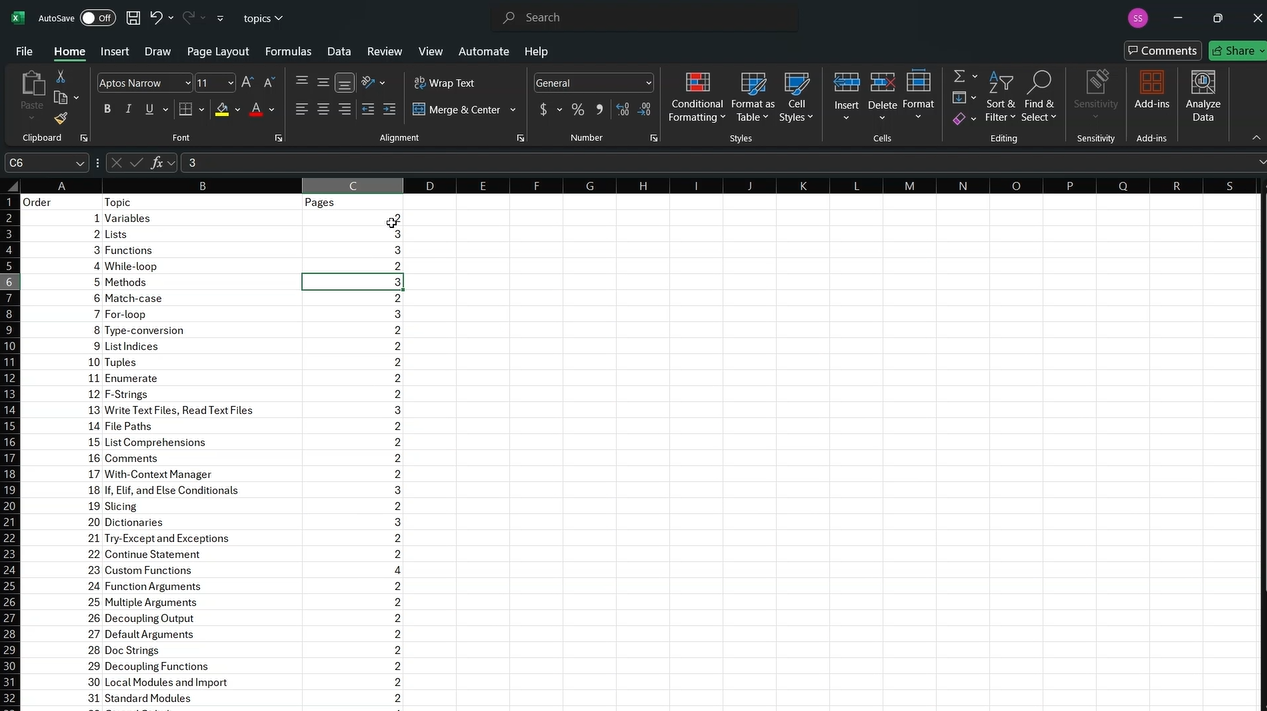 AutoSave Off topics Search SS
File Home Insert Draw Page Layout Formulas Data Review View Automate Help Comments Share
Paste Aptos Narrow 11 Wrap Text General Conditional Formatting Format as Table Cell Styles Insert Delete Format Sort & Filter Find & Select Sensitivity Add-ins Analyze Data
B I U A Merge & Center $ %
Clipboard Font Alignment Number Styles Cells Editing Sensitivity Add-ins
C6 fx 3
A B C D E F G H I J K L M N O P Q R S
1 Order Topic Pages
2 1 Variables 2
3 2 Lists 3
4 3 Functions 3
5 4 While-loop 2
6 5 Methods 3
7 6 Match-case 2
8 7 For-loop 3
9 8 Type-conversion 2
10 9 List Indices 2
11 10 Tuples 2
12 11 Enumerate 2
13 12 F-Strings 2
14 13 Write Text Files, Read Text Files 3
15 14 File Paths 2
16 15 List Comprehensions 2
17 16 Comments 2
18 17 With-Context Manager 2
19 18 If, Elif, and Else Conditionals 3
20 19 Slicing 2
21 20 Dictionaries 3
22 21 Try-Except and Exceptions 2
23 22 Continue Statement 2
24 23 Custom Functions 4
25 24 Function Arguments 2
26 25 Multiple Arguments 2
27 26 Decoupling Output 2
28 27 Default Arguments 2
29 28 Doc Strings 2
30 29 Decoupling Functions 2
31 30 Local Modules and Import 2
32 31 Standard Modules 2